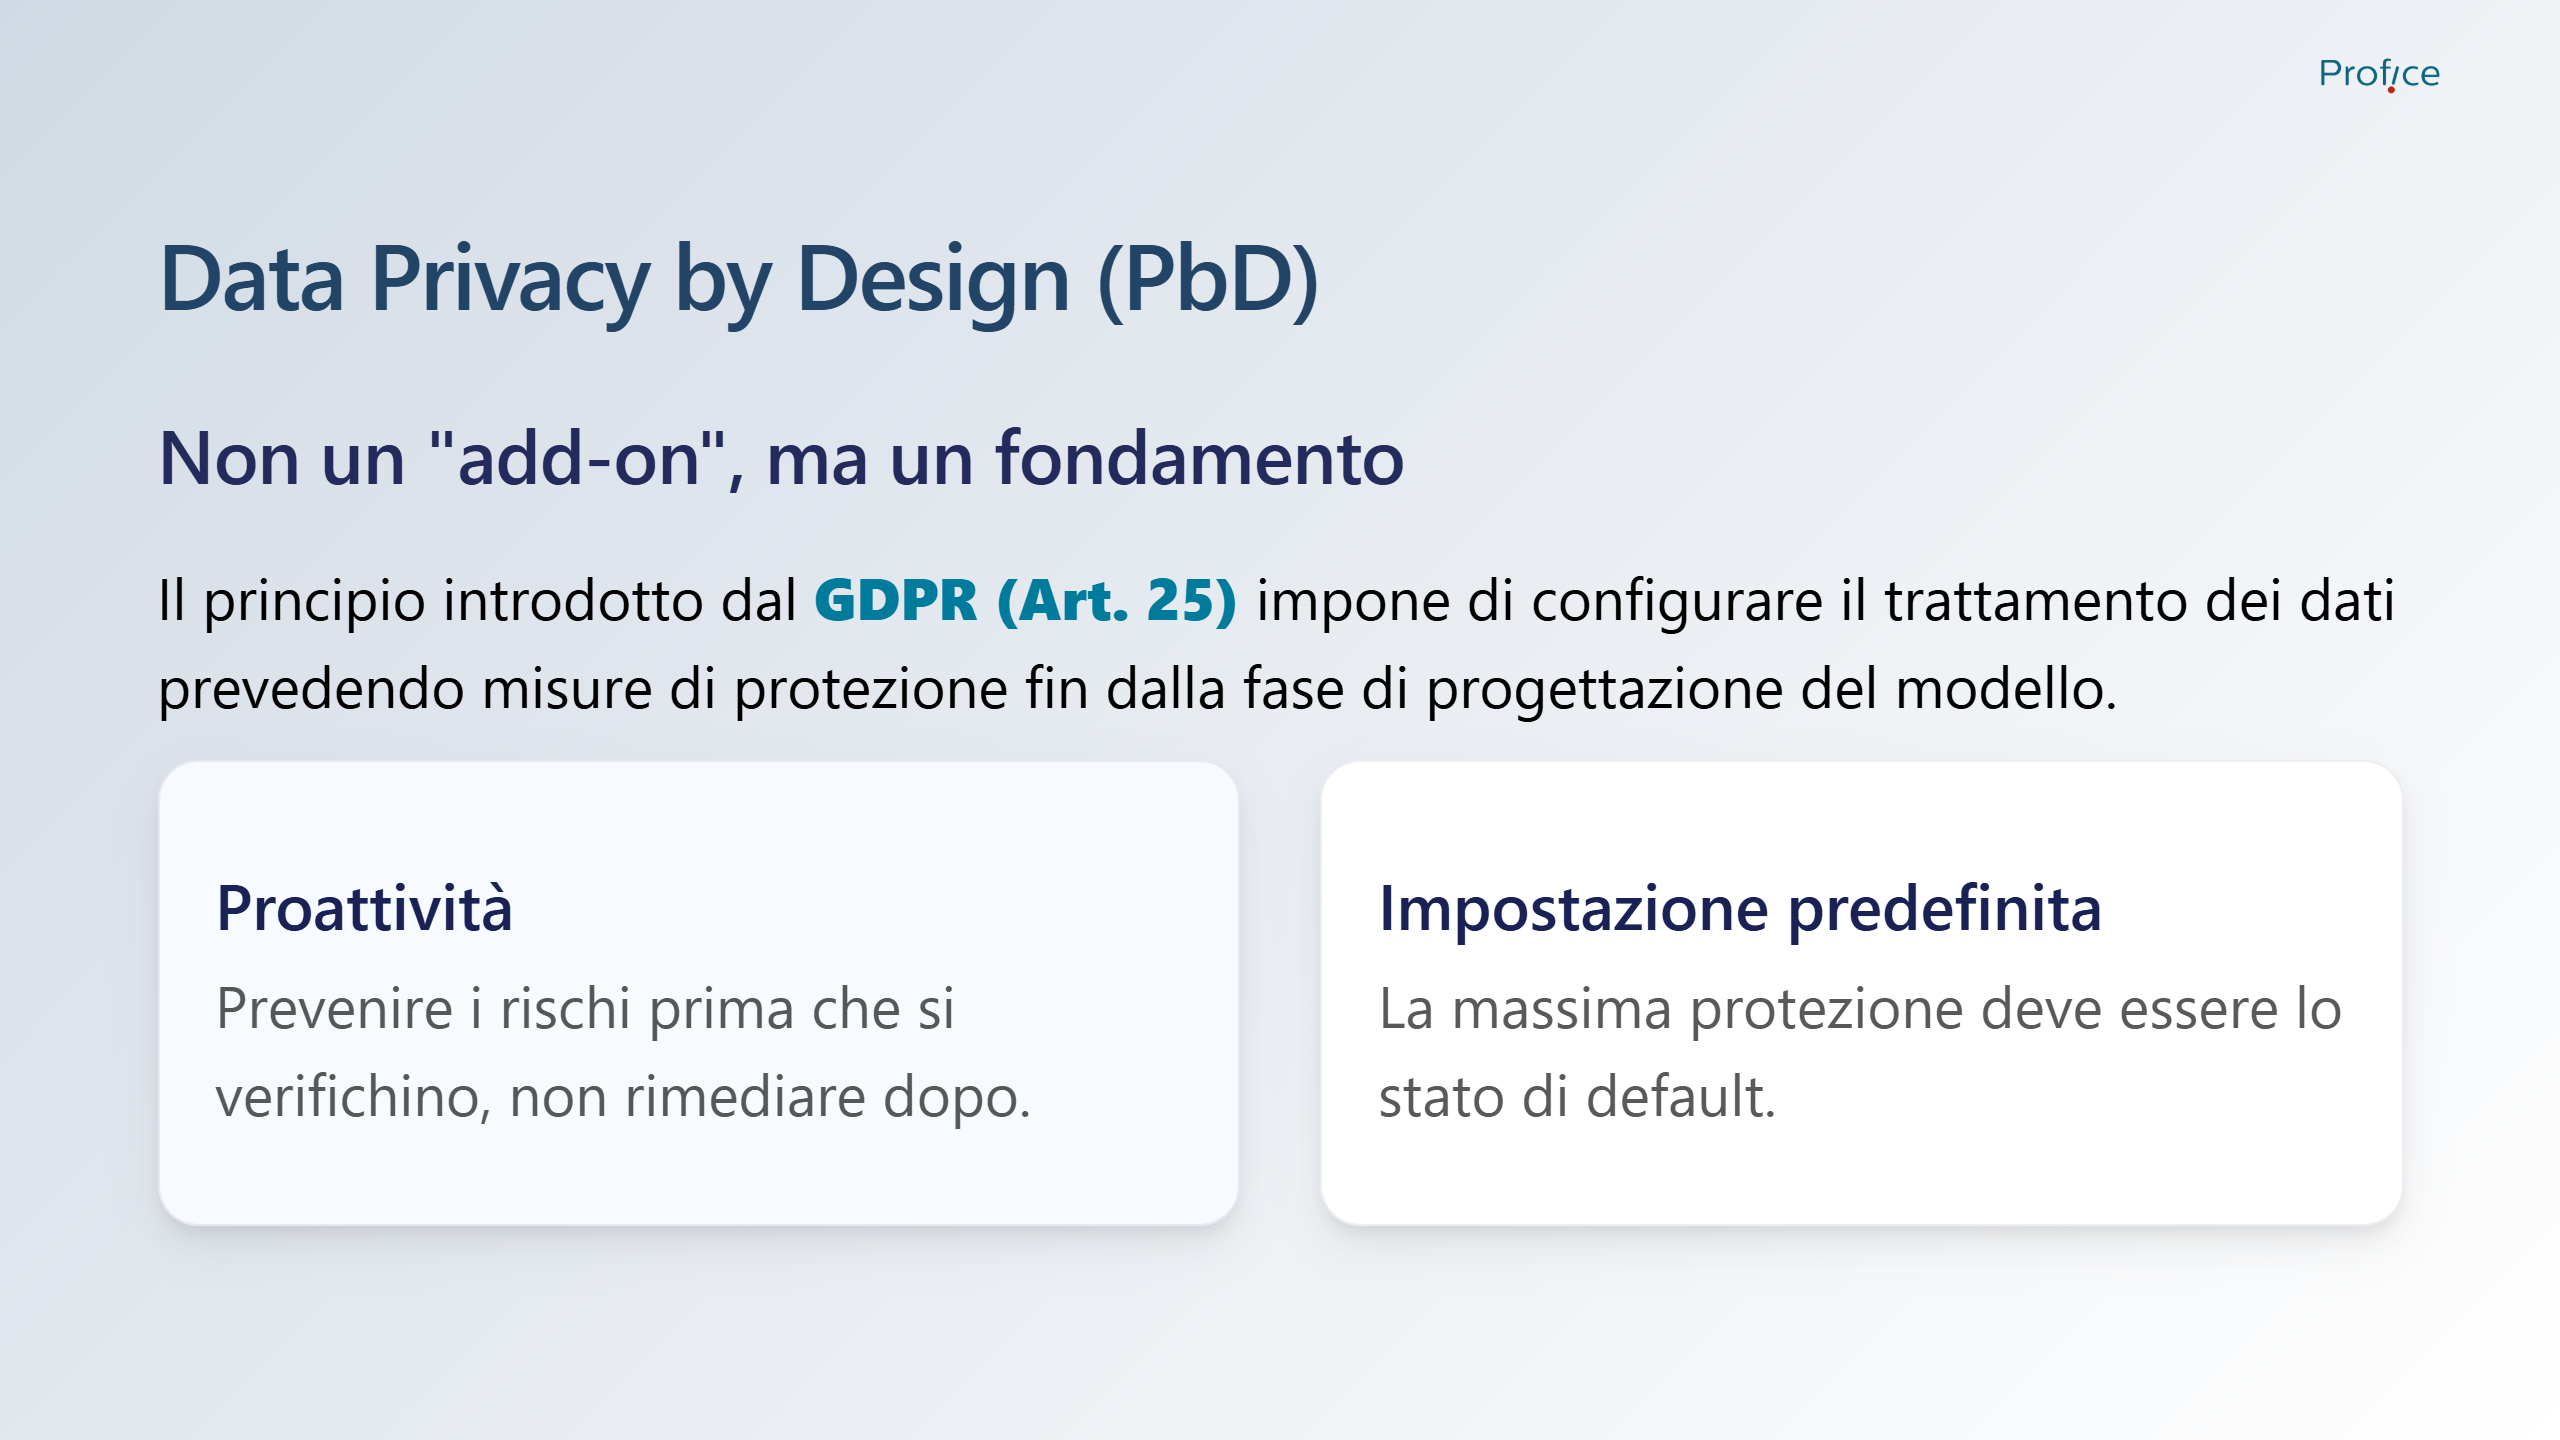 Profice
Data Privacy by Design (PbD)
Non un "add-on", ma un fondamento
Il principio introdotto dal GDPR (Art. 25) impone di configurare il trattamento dei dati
prevedendo misure di protezione fin dalla fase di progettazione del modello.
Proattività
Prevenire i rischi prima che si
verifichino, non rimediare dopo.
Impostazione predefinita
La massima protezione deve essere lo
stato di default.